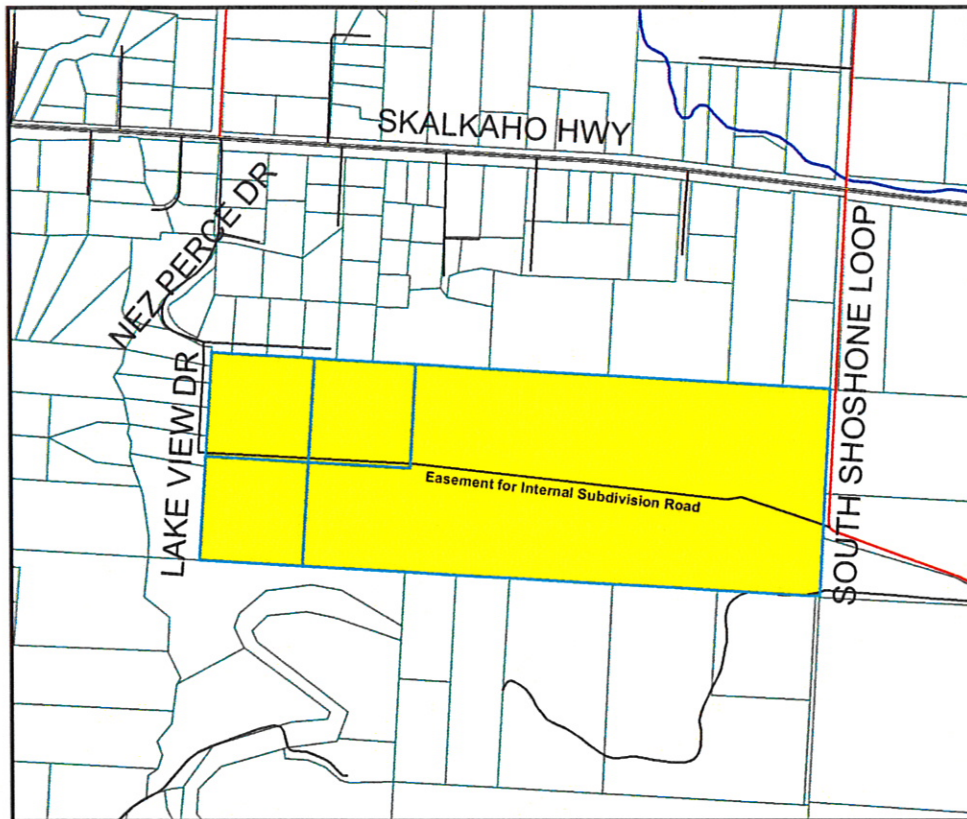 SKALKAHO HWY
NEZ PERCE DR
SOUTH SHOSHONE LOOP
LAKE VIEW DR
Easement for Internal Subdivision Road